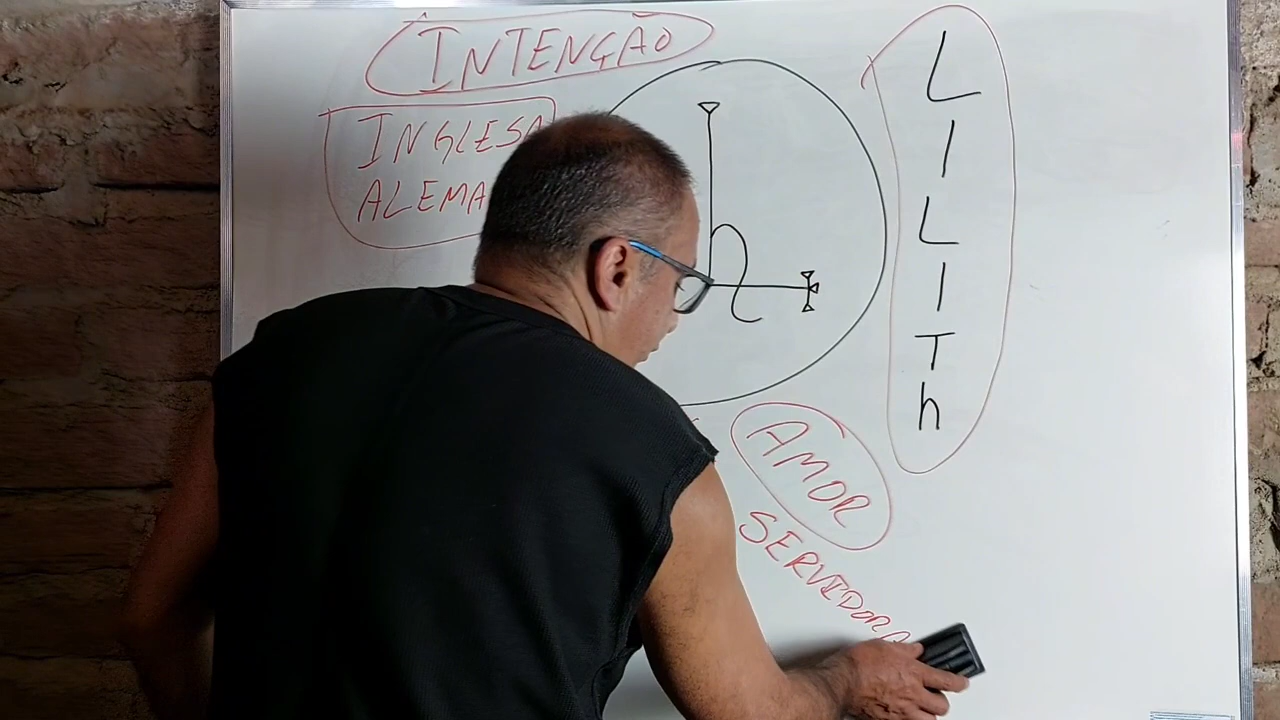 INTENÇÃO
INGLESA
ALEMA
LILITh
AMOR
SERVIDORA